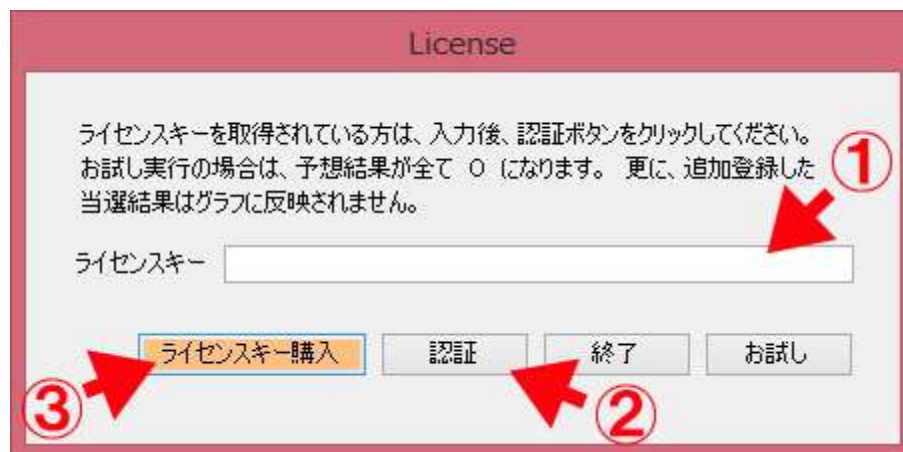 License
ライセンスキーを取得されている方は、入力後、認証ボタンをクリックしてください。
お試し実行の場合は、予想結果が全て 0 になります。 更に、追加登録した
当選結果はグラフに反映されません。
①
ライセンスキー
ライセンスキー購入 認証 終了 お試し
③ ②